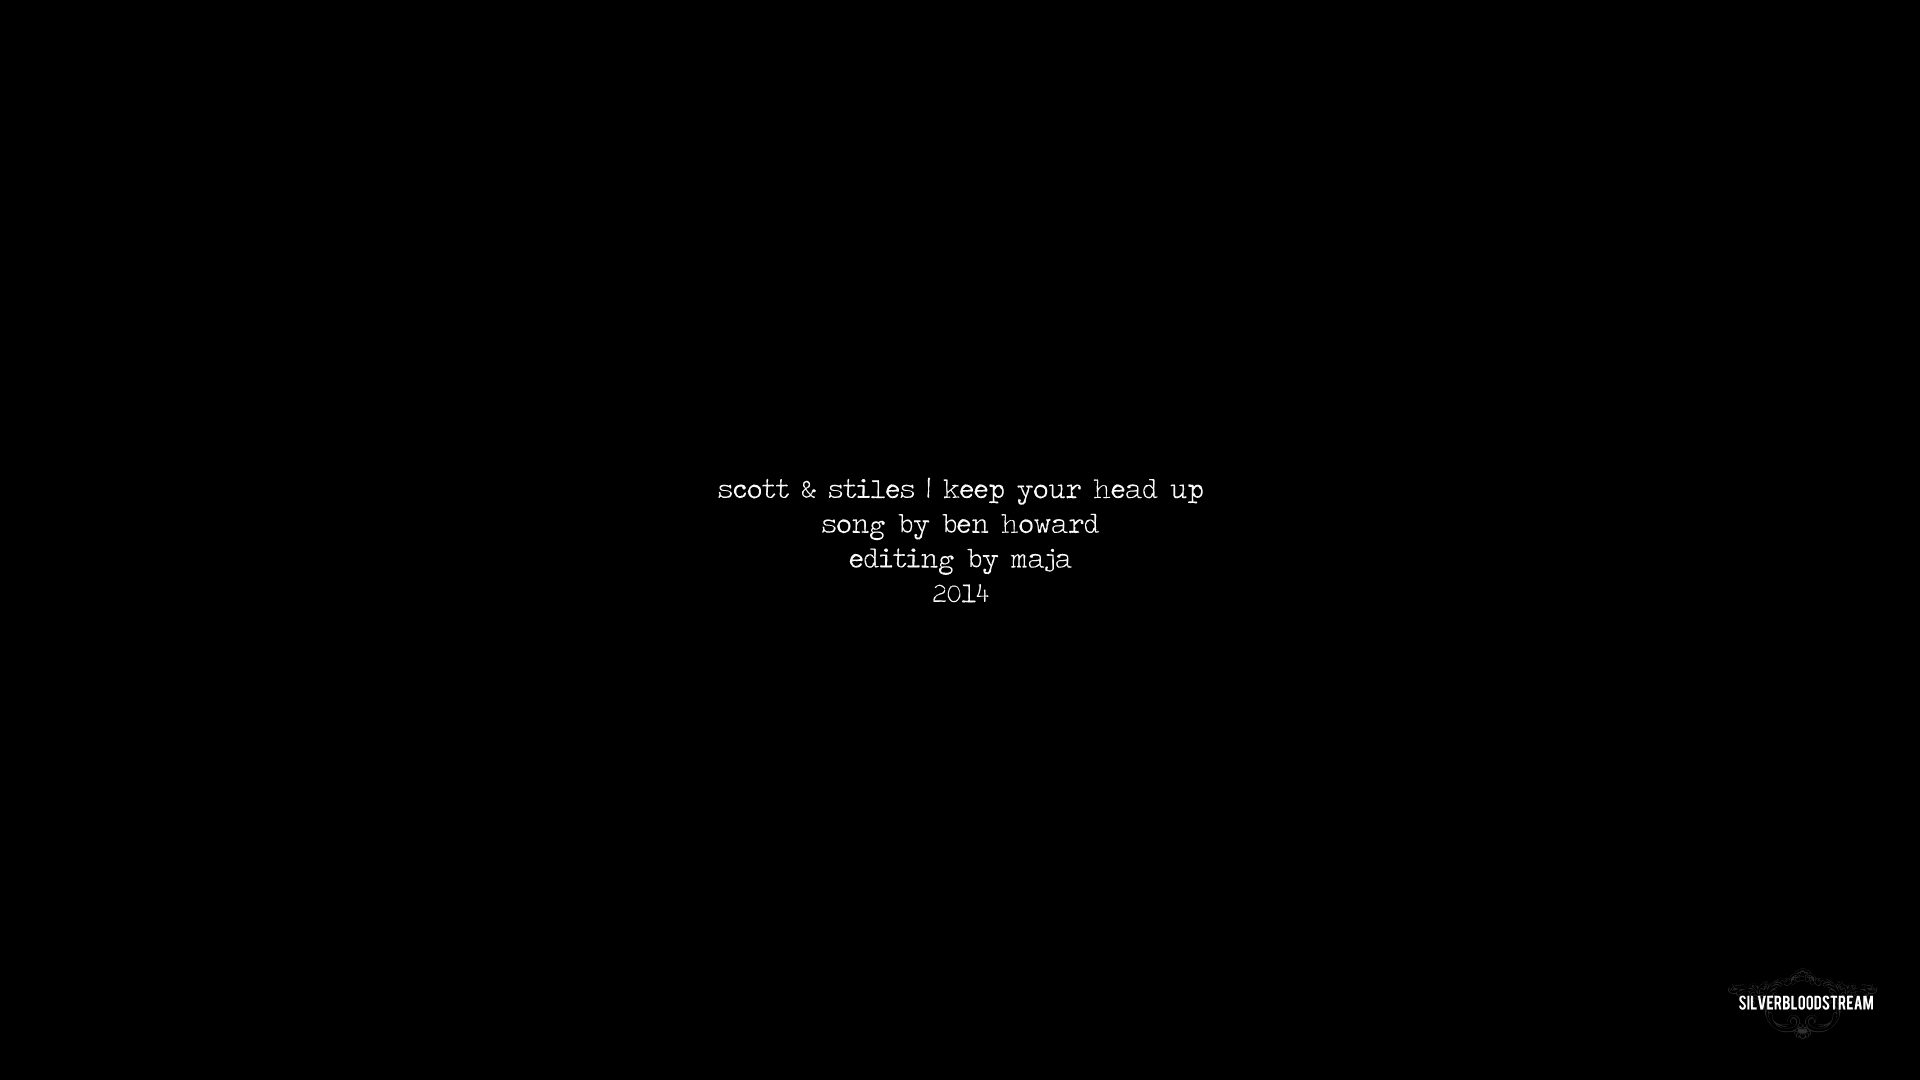 scott & stiles | keep your head up
song by ben howard
editing by maja
2014
SILVERBLOODSTREAM